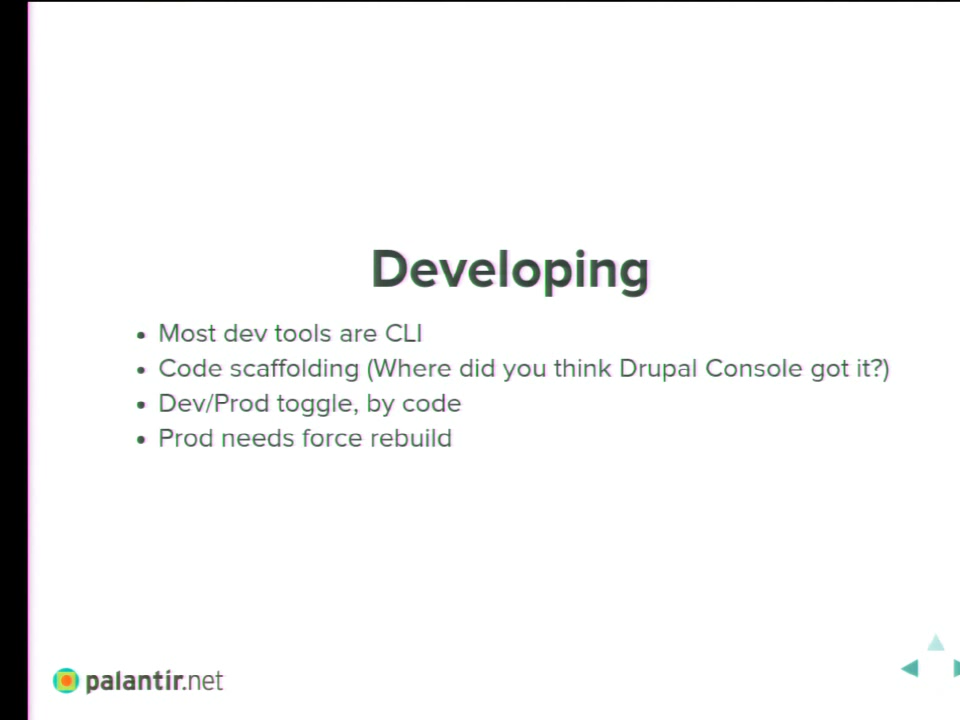 Developing
• Most dev tools are CLI
• Code scaffolding (Where did you think Drupal Console got it?)
• Dev/Prod toggle, by code
• Prod needs force rebuild
palantir.net